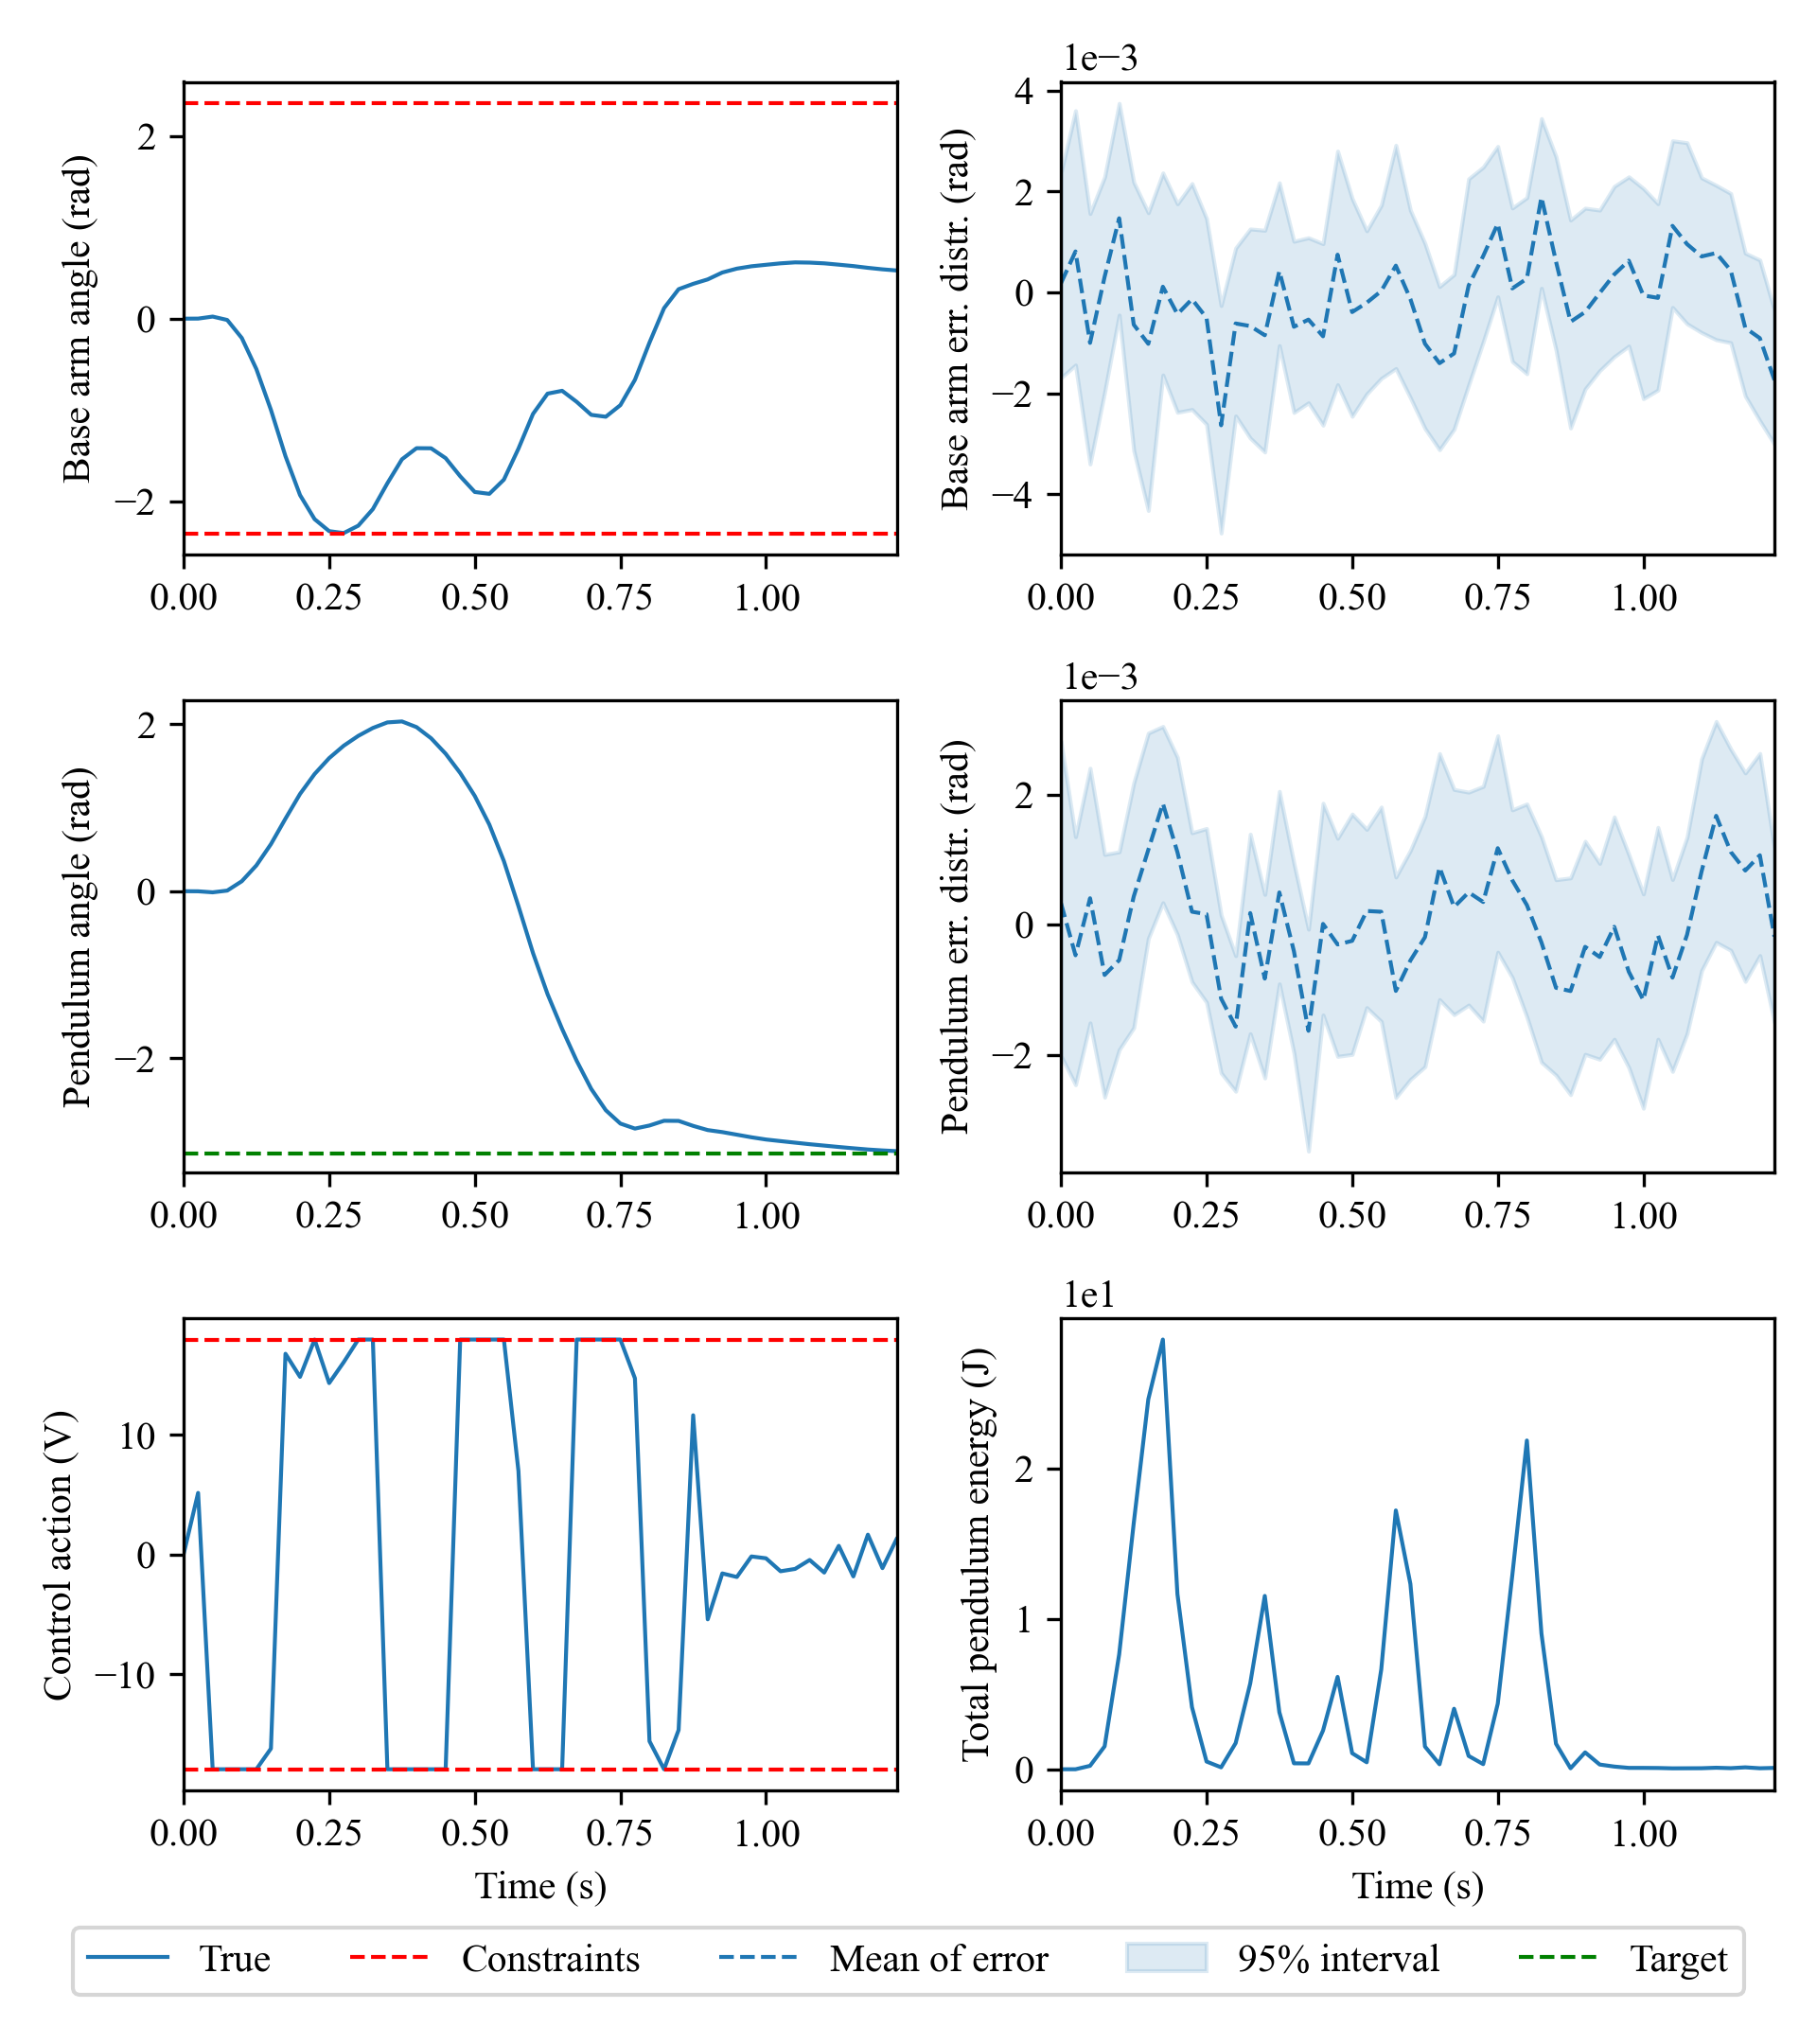 Base arm angle (rad)
2
0
−2
0.00 0.25 0.50 0.75 1.00
1e−3
Base arm err. distr. (rad)
4
2
0
−2
−4
0.00 0.25 0.50 0.75 1.00
Pendulum angle (rad)
2
0
−2
0.00 0.25 0.50 0.75 1.00
1e−3
Pendulum err. distr. (rad)
2
0
−2
0.00 0.25 0.50 0.75 1.00
Control action (V)
10
0
−10
0.00 0.25 0.50 0.75 1.00
Time (s)
1e1
Total pendulum energy (J)
2
1
0
0.00 0.25 0.50 0.75 1.00
Time (s)
True Constraints Mean of error 95% interval Target